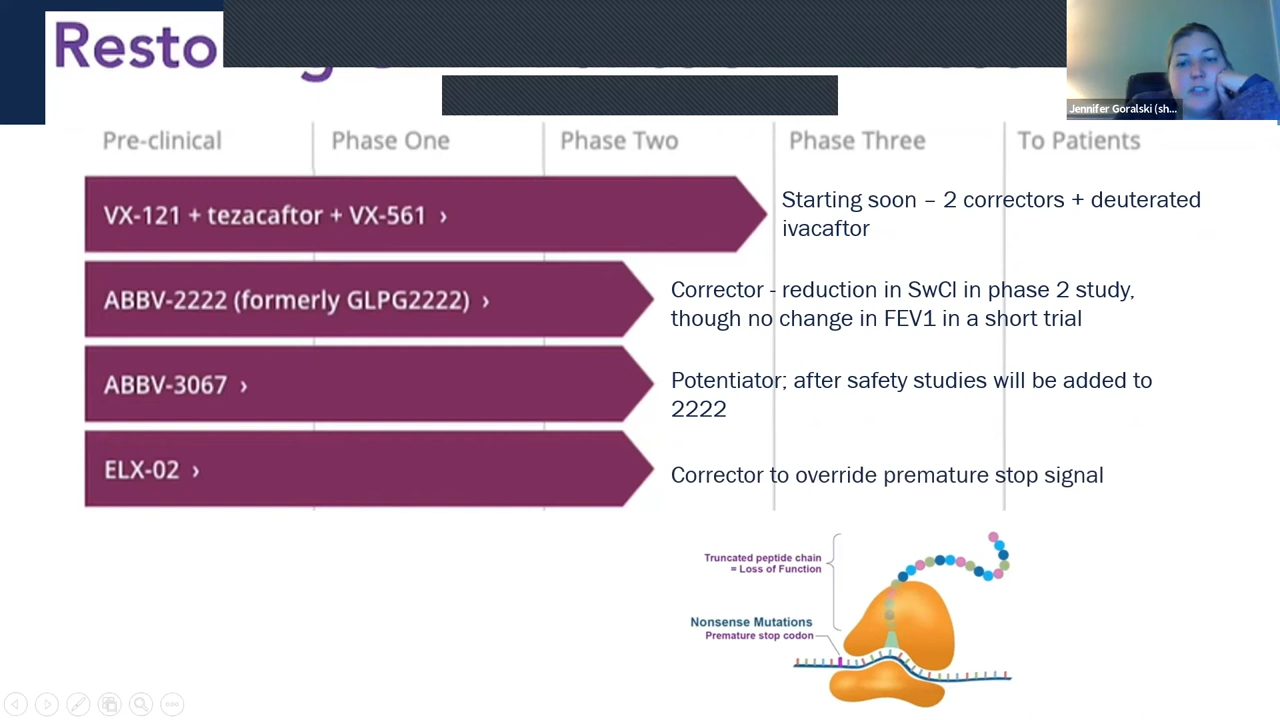 Resto
Jennifer Goralski (sh...
Pre-clinical
Phase One
Phase Two
Phase Three
To Patients
VX-121 + tezacaftor + VX-561 ›
Starting soon – 2 correctors + deuterated
ivacaftor
ABBV-2222 (formerly GLPG2222) ›
Corrector - reduction in SwCl in phase 2 study,
though no change in FEV1 in a short trial
ABBV-3067 ›
Potentiator; after safety studies will be added to
2222
ELX-02 ›
Corrector to override premature stop signal
Truncated peptide chain
= Loss of Function
Nonsense Mutations
Premature stop codon